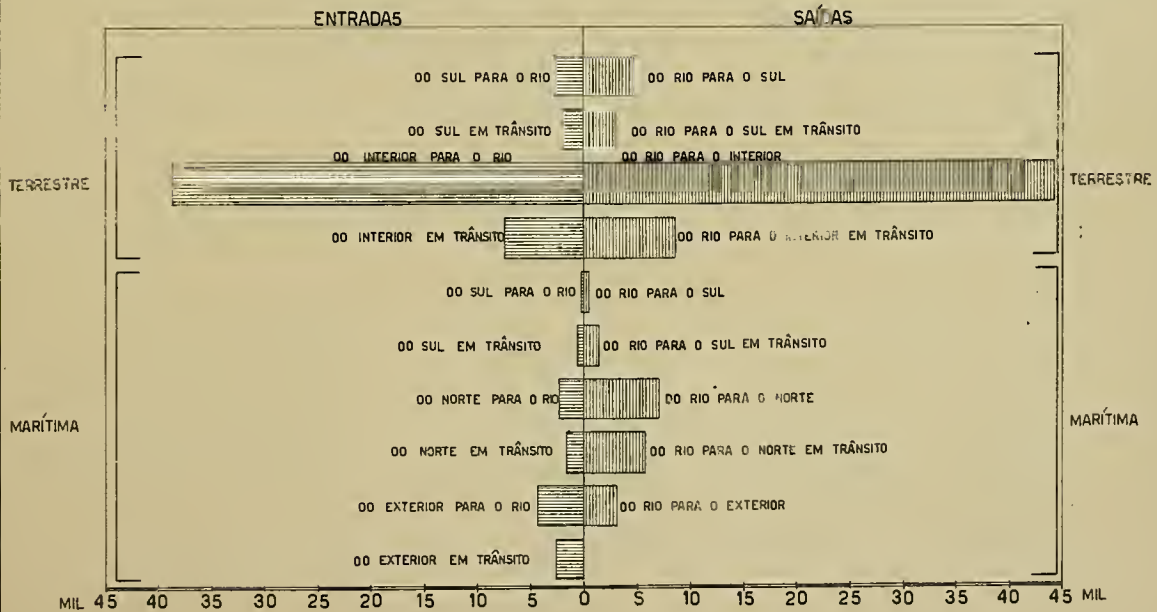 ENTRADAS SAÍDAS
DO SUL PARA O RIO DO RIO PARA O SUL
DO SUL EM TRÂNSITO DO RIO PARA O SUL EM TRÂNSITO
DO INTERIOR PARA O RIO DO RIO PARA O INTERIOR
TERRESTRE TERRESTRE
DO INTERIOR EM TRÂNSITO DO RIO PARA O INTERIOR EM TRÂNSITO
DO SUL PARA O RIO DO RIO PARA O SUL
DO SUL EM TRÂNSITO DO RIO PARA O SUL EM TRÂNSITO
DO NORTE PARA O RIO DO RIO PARA O NORTE
MARÍTIMA MARÍTIMA
DO NORTE EM TRÂNSITO DO RIO PARA O NORTE EM TRÂNSITO
DO EXTERIOR PARA O RIO DO RIO PARA O EXTERIOR
DO EXTERIOR EM TRÂNSITO
MIL 45 40 35 30 25 20 15 10 5 0 5 10 15 20 25 30 35 40 45 MIL